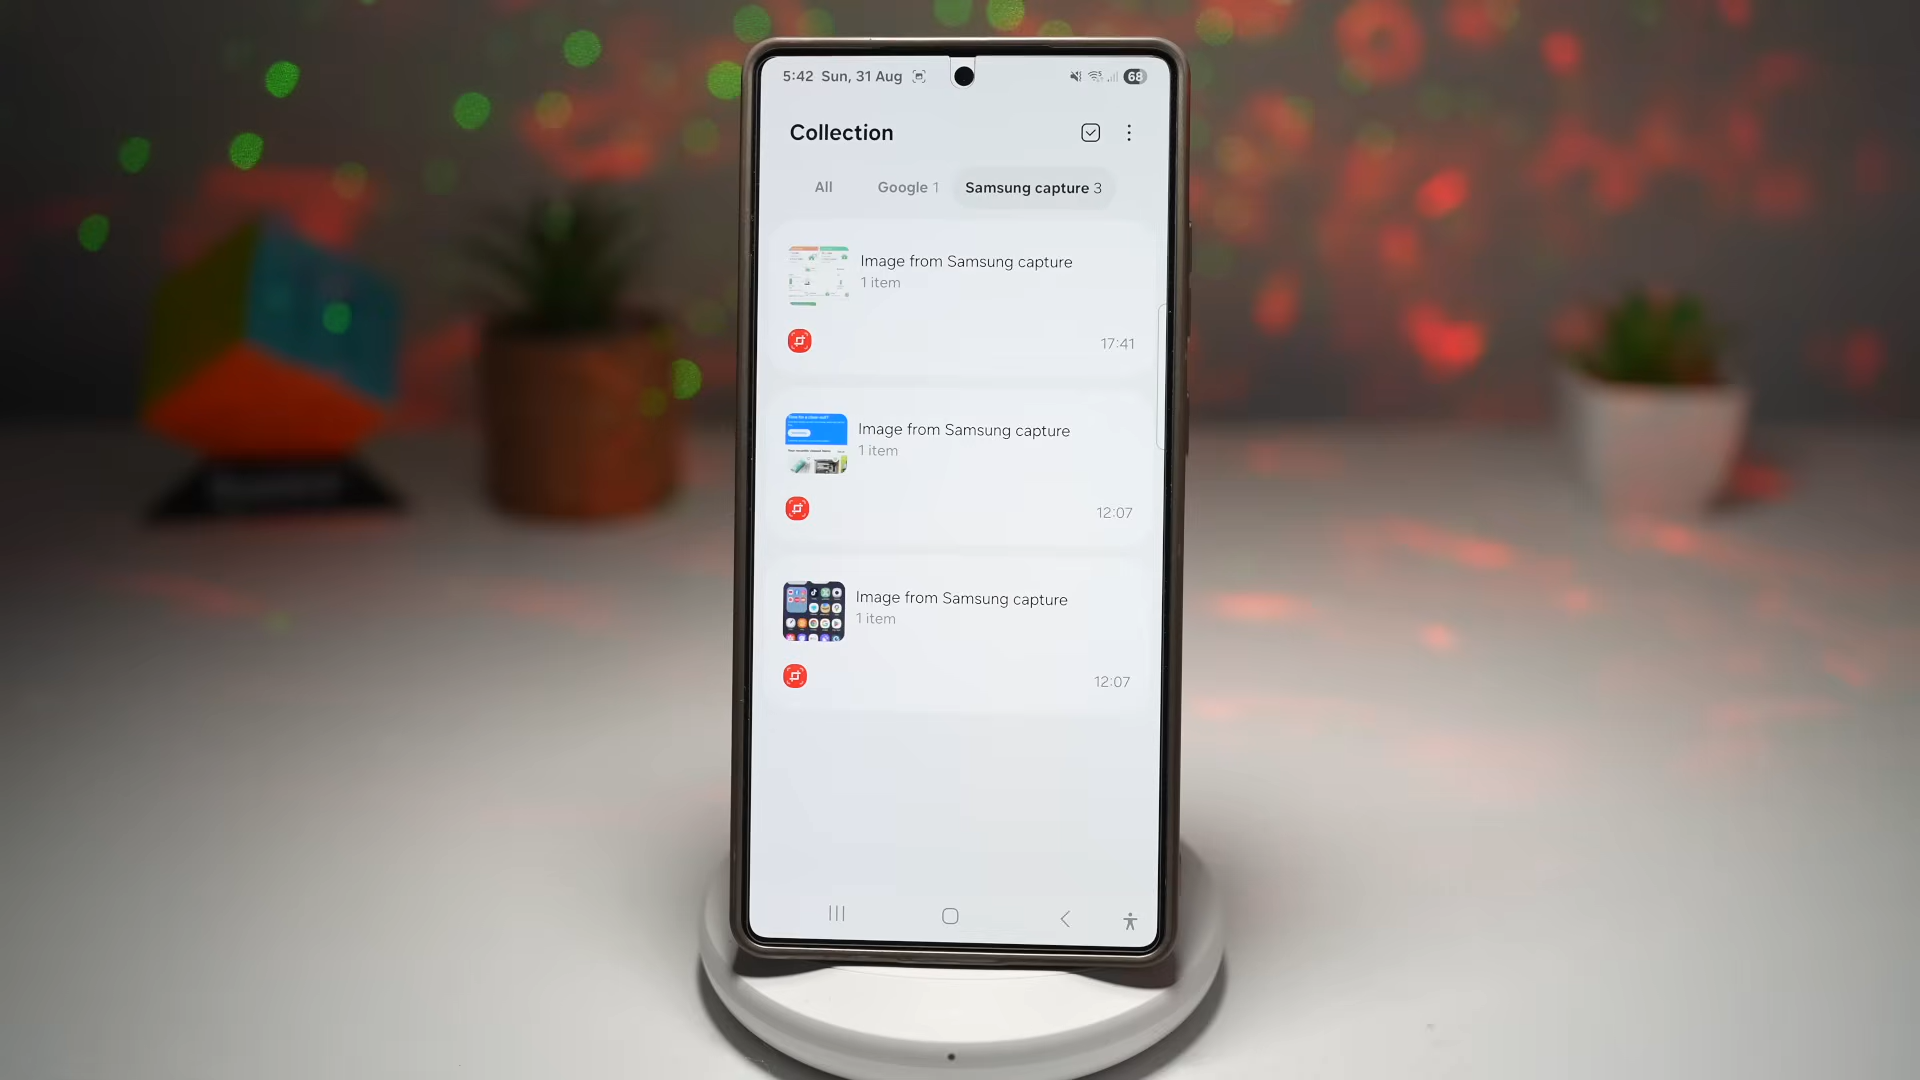 5:42 Sun, 31 Aug 68
Collection
All Google 1 Samsung capture 3
Image from Samsung capture
1 item
17:41
Image from Samsung capture
1 item
12:07
Image from Samsung capture
1 item
12:07